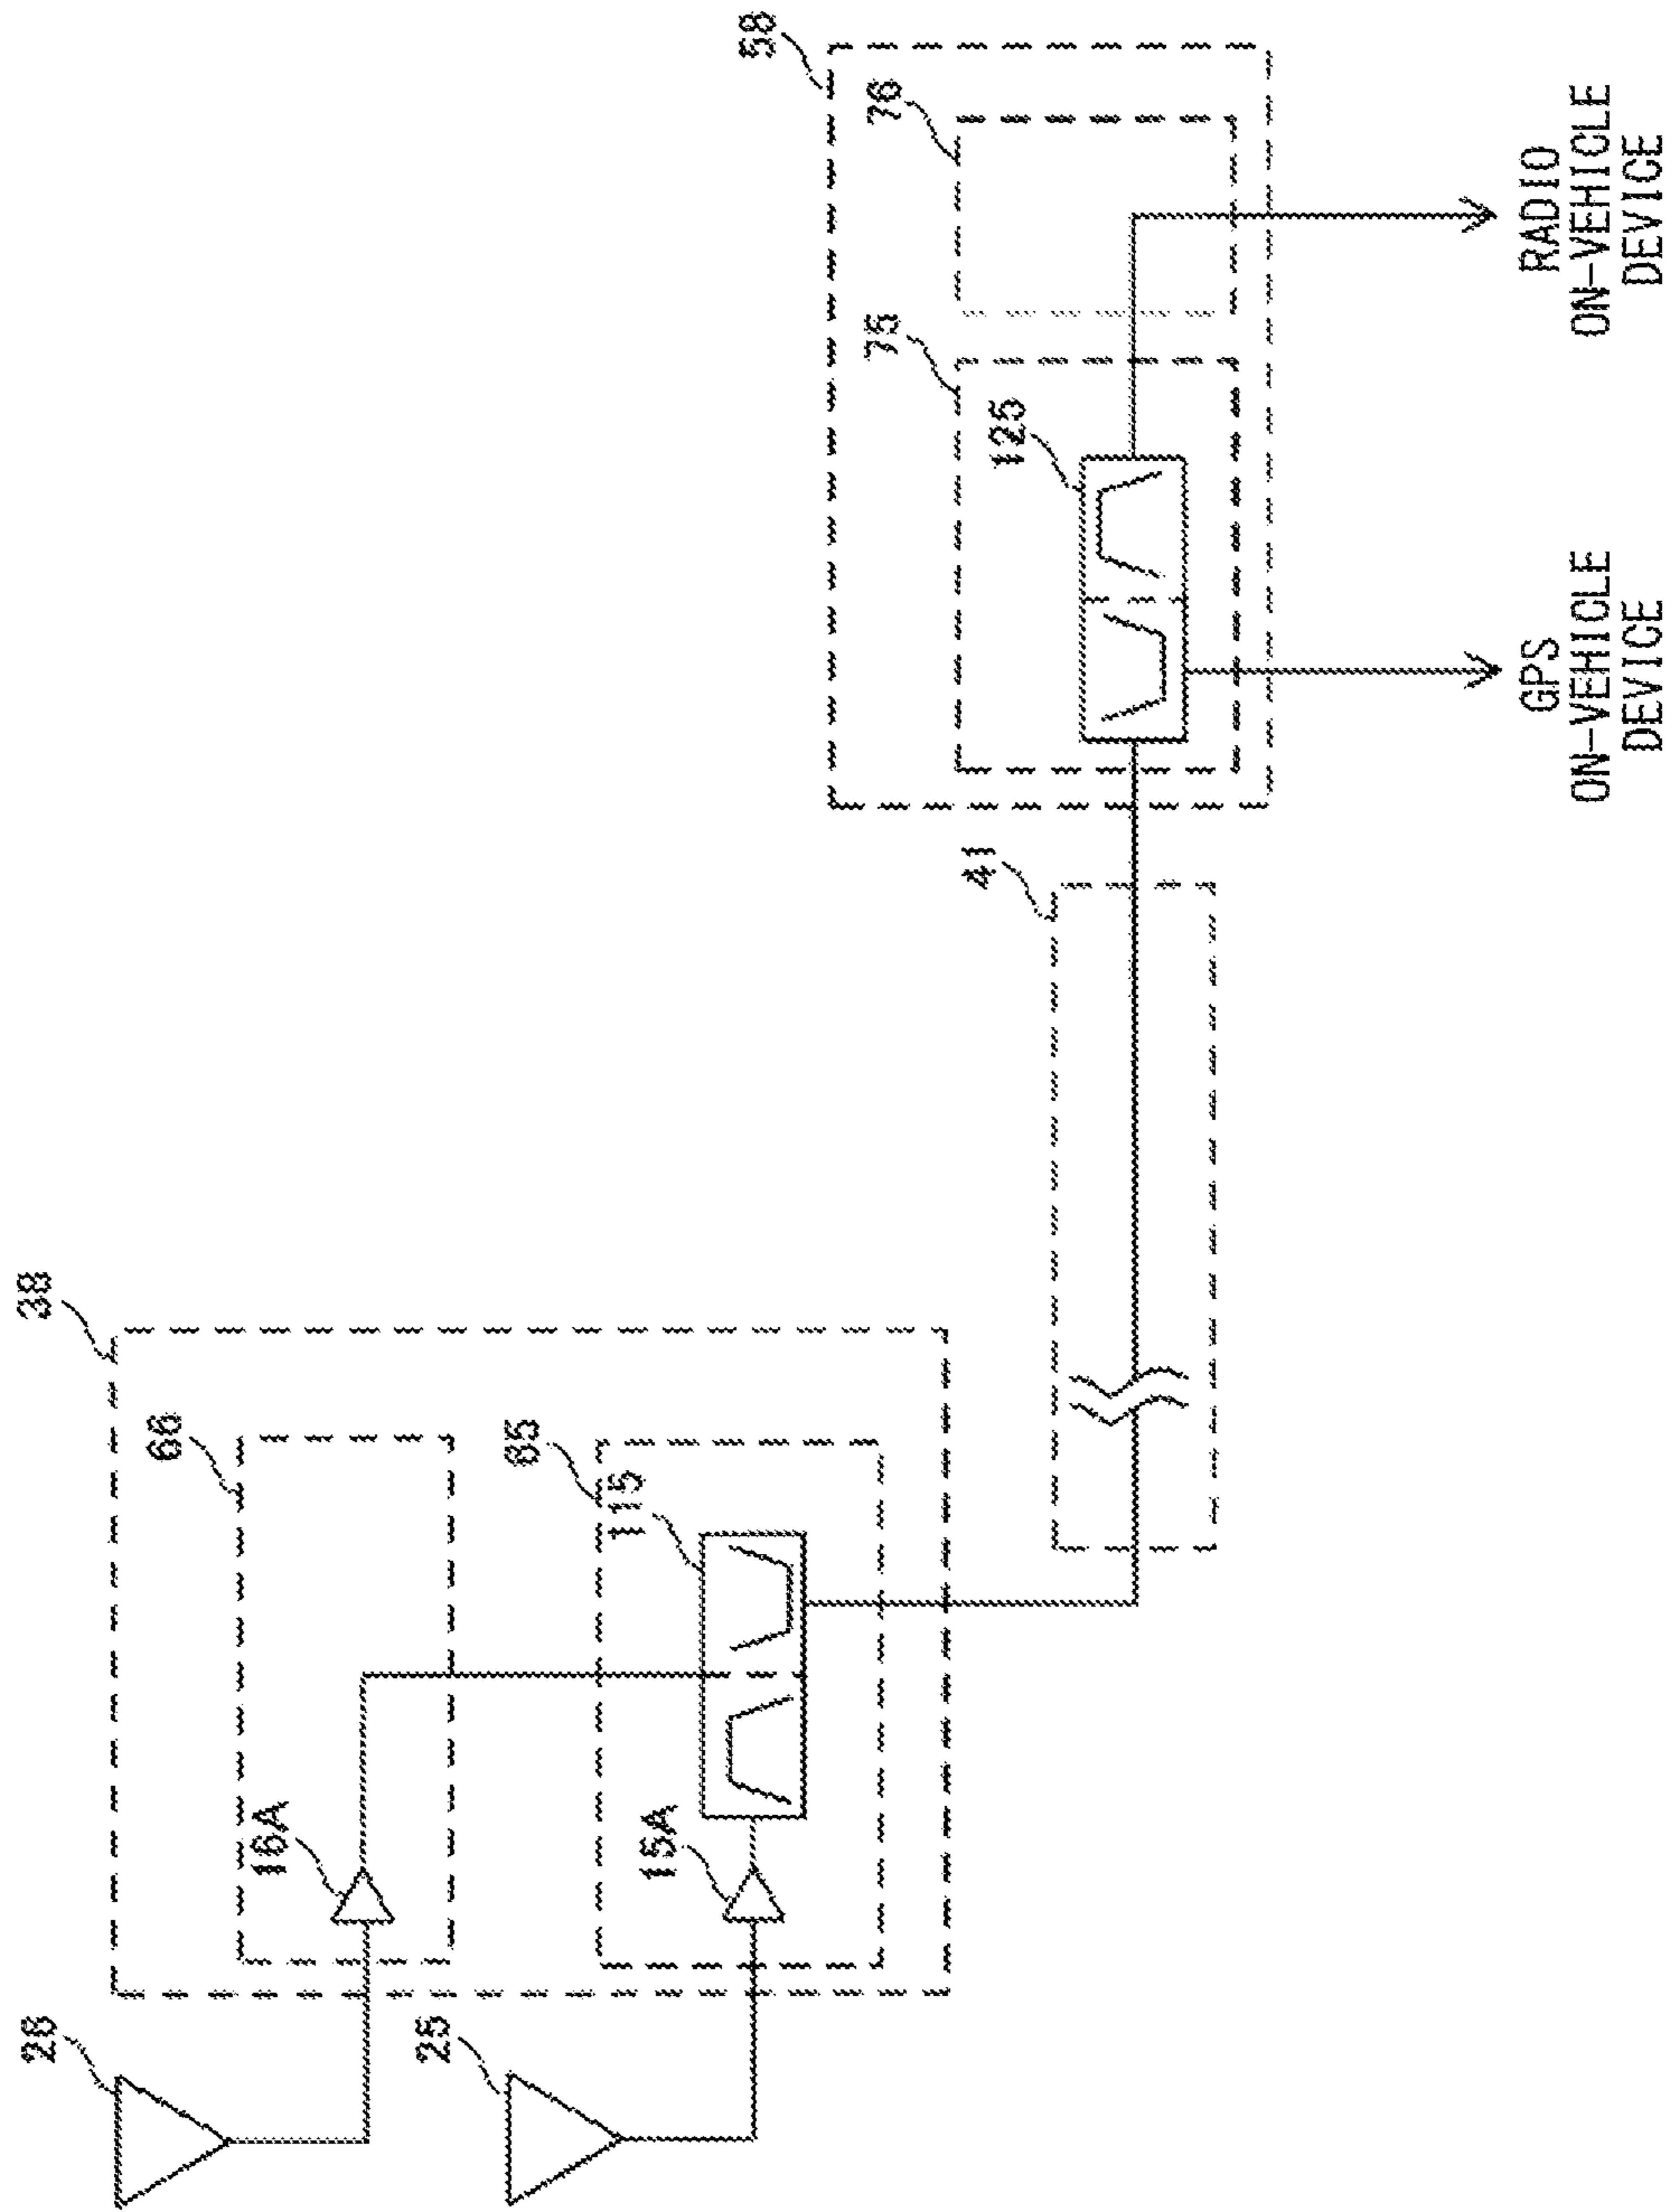 26
16A
66
38
25
15A
115
65
41
58
75
125
76
GPS
ON-VEHICLE
DEVICE
RADIO
ON-VEHICLE
DEVICE